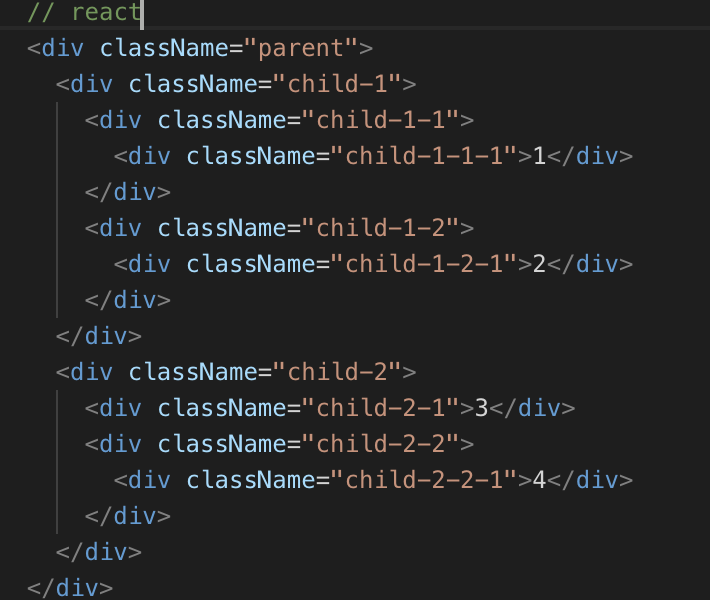 // react
<div className="parent">
  <div className="child-1">
    <div className="child-1-1">
      <div className="child-1-1-1">1</div>
    </div>
    <div className="child-1-2">
      <div className="child-1-2-1">2</div>
    </div>
  </div>
  <div className="child-2">
    <div className="child-2-1">3</div>
    <div className="child-2-2">
      <div className="child-2-2-1">4</div>
    </div>
  </div>
</div>